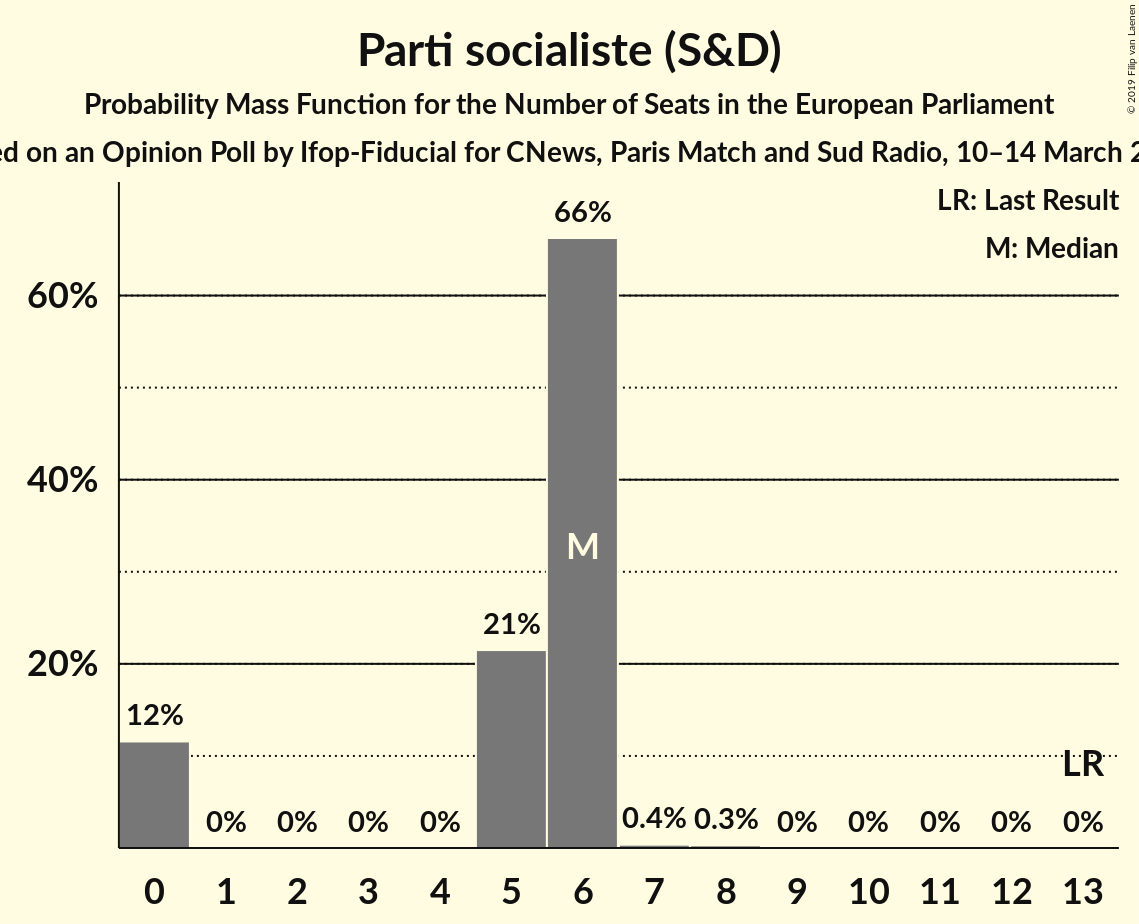 Parti socialiste (S&D)
Probability Mass Function for the Number of Seats in the European Parliament
on an Opinion Poll by Ifop-Fiducial for CNews, Paris Match and Sud Radio, 10–14 March
© 2019 Filip van Laenen
LR: Last Result
M: Median
66%
60%
40%
M
21%
20%
12%
LR
0% 0% 0% 0% 0.4% 0.3% 0% 0% 0% 0% 0%
0 1 2 3 4 5 6 7 8 9 10 11 12 13